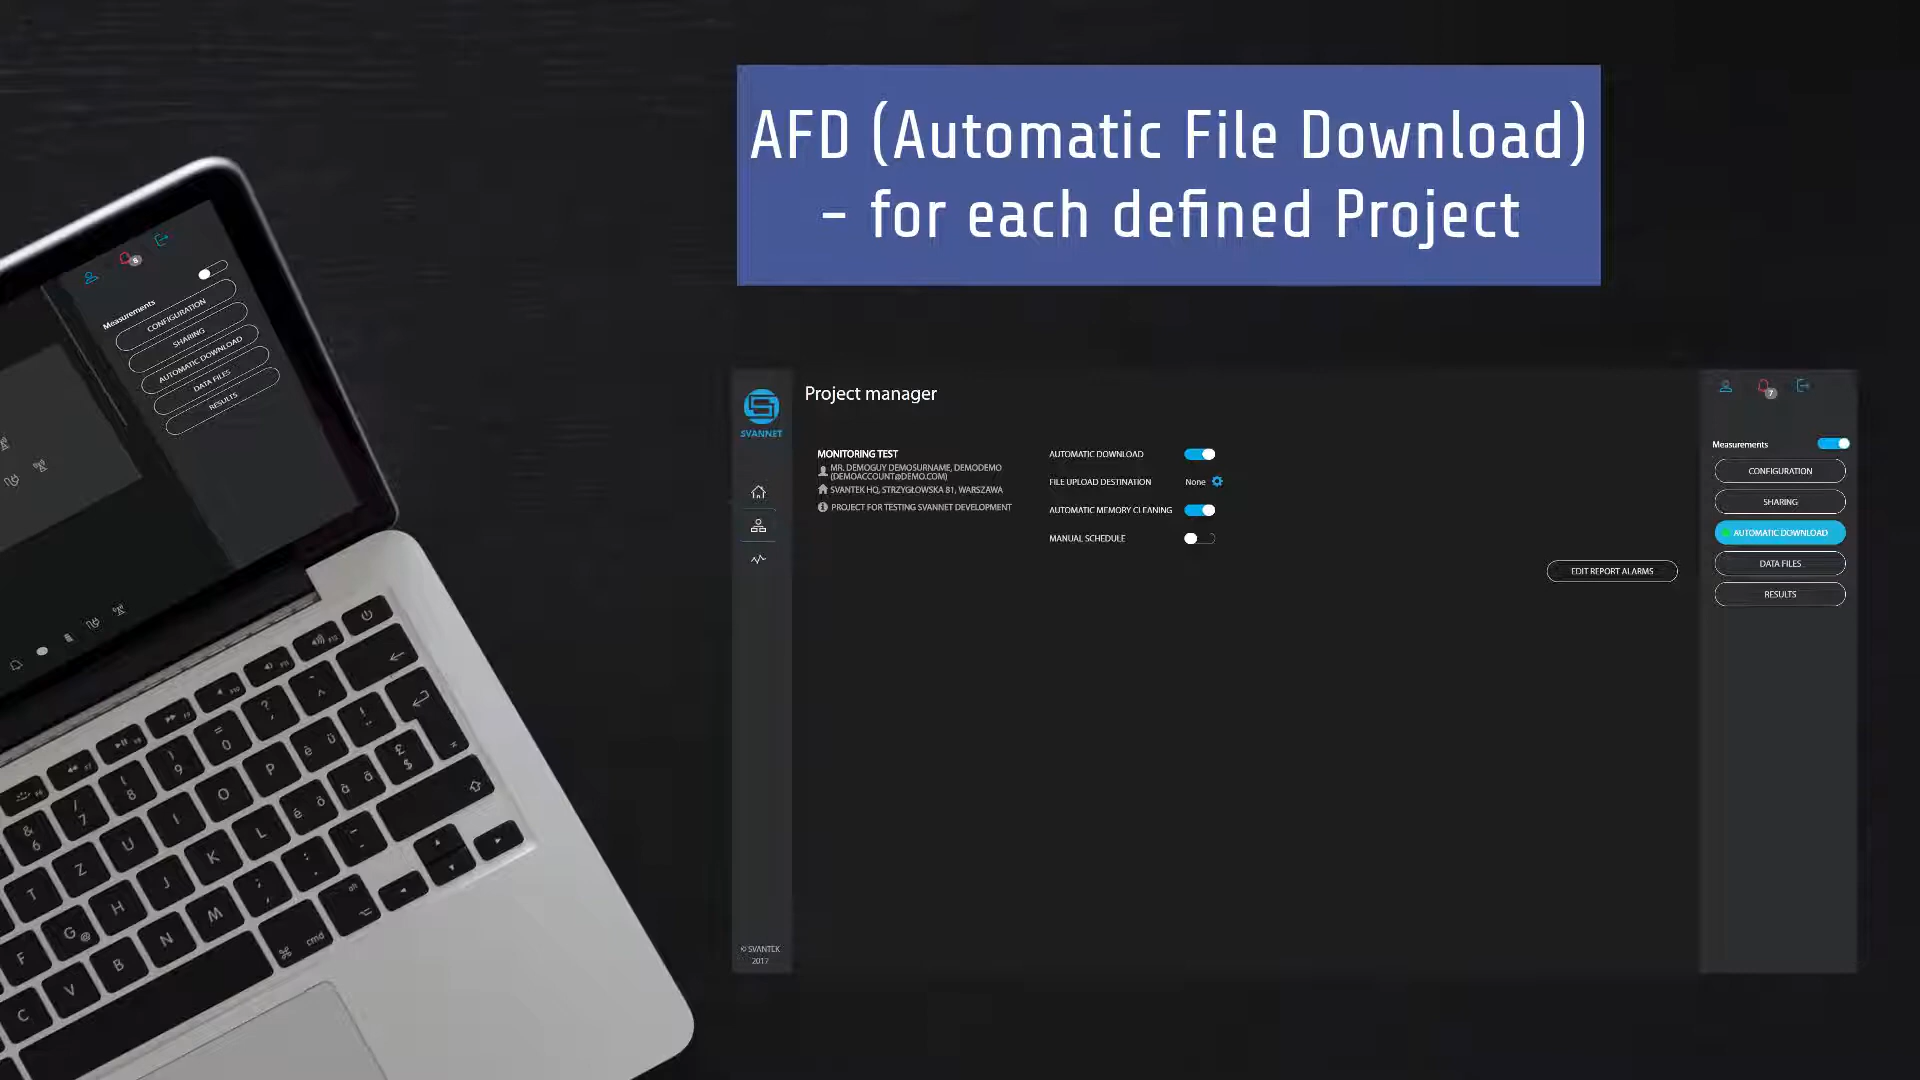 AFD (Automatic File Download)
- for each defined Project
Measurements
CONFIGURATION
SHARING
AUTOMATIC DOWNLOAD
DATA FILES
RESULTS
SVANNET
Project manager
MONITORING TEST
MR. DEMOGUY DEMOSURNAME, DEMODEMO
(DEMOACCOUNT@DEMO.COM)
SVANTEK HQ, STRZYGŁOWSKA 81, WARSZAWA
PROJECT FOR TESTING SVANNET DEVELOPMENT
AUTOMATIC DOWNLOAD
FILE UPLOAD DESTINATION None
AUTOMATIC MEMORY CLEANING
MANUAL SCHEDULE
EDIT REPORT ALARMS
7
Measurements
CONFIGURATION
SHARING
AUTOMATIC DOWNLOAD
DATA FILES
RESULTS
© SVANTEK
2017